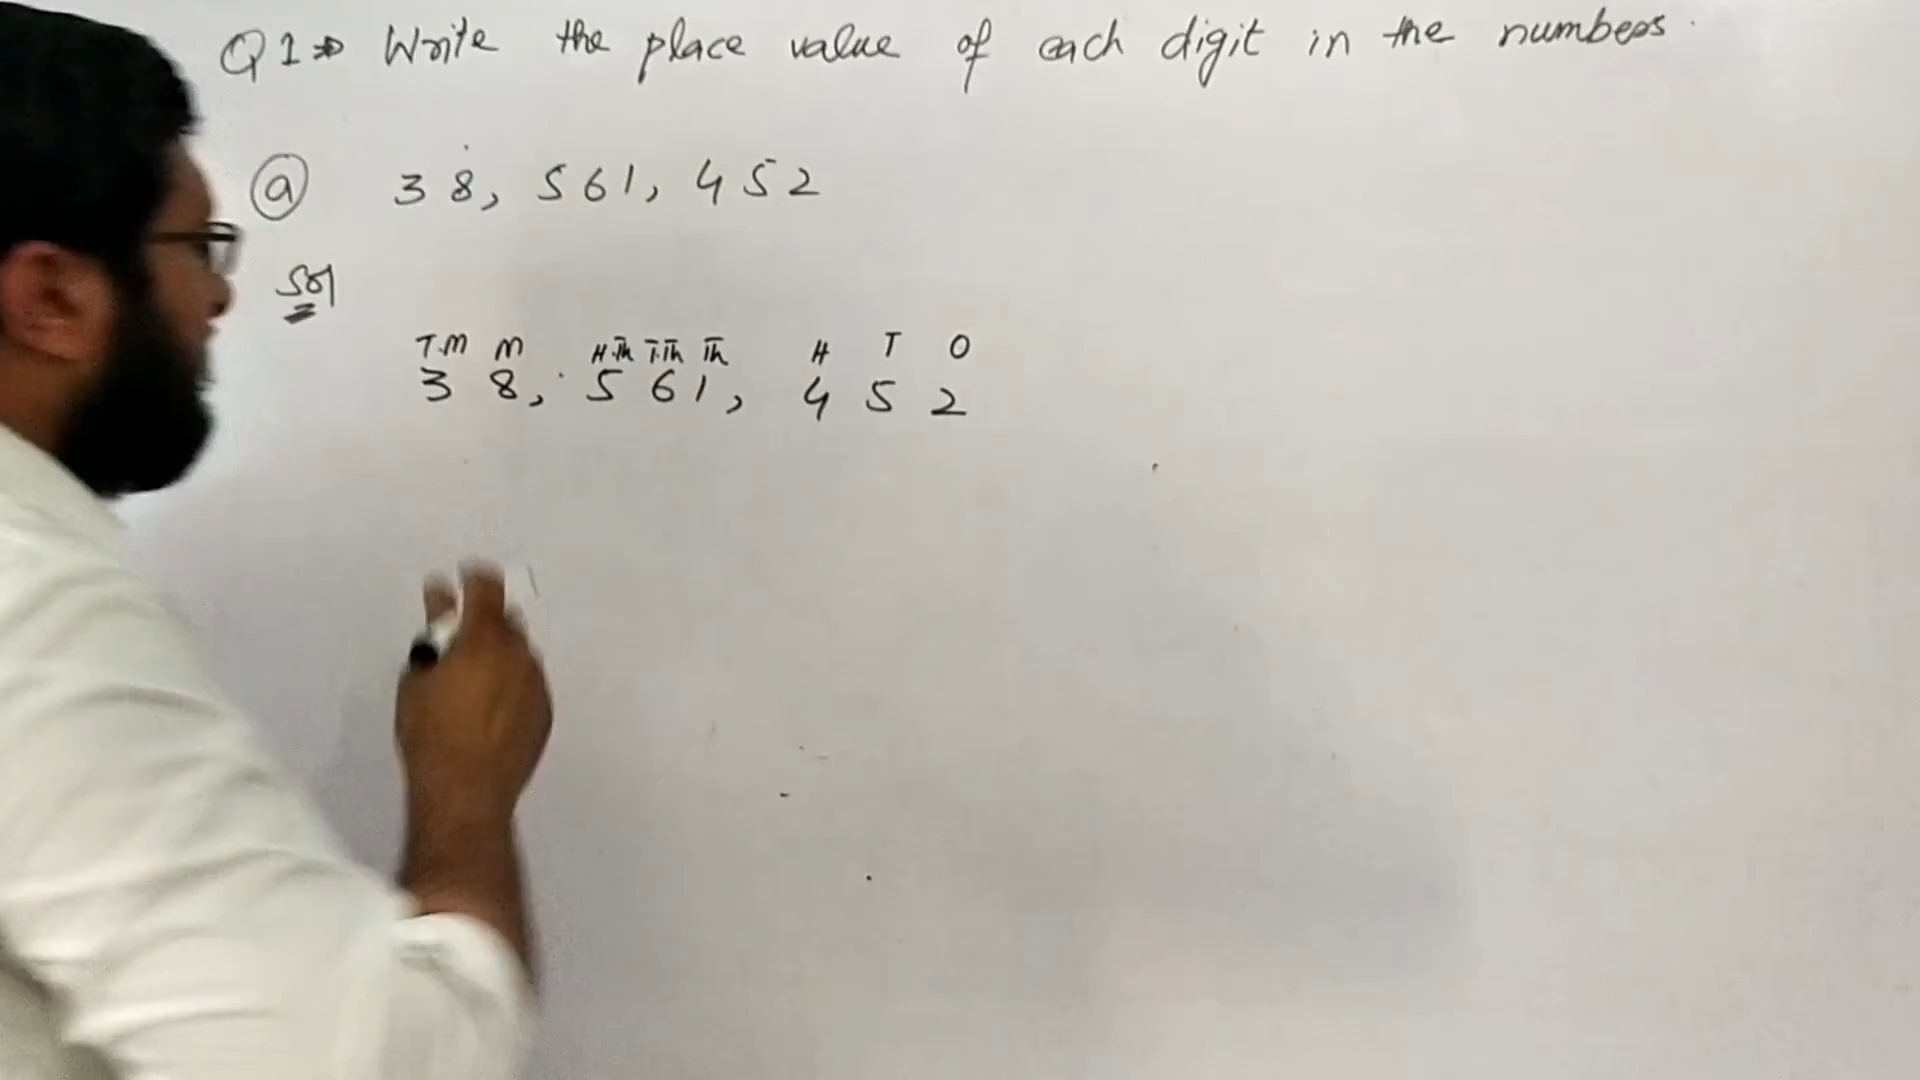 Q1⇒ Write the place value of each digit in the numbers.
ⓐ 38, 561, 452
Sol
T.M M H.Th T.Th Th H T O
3 8, 5 6 1, 4 5 2